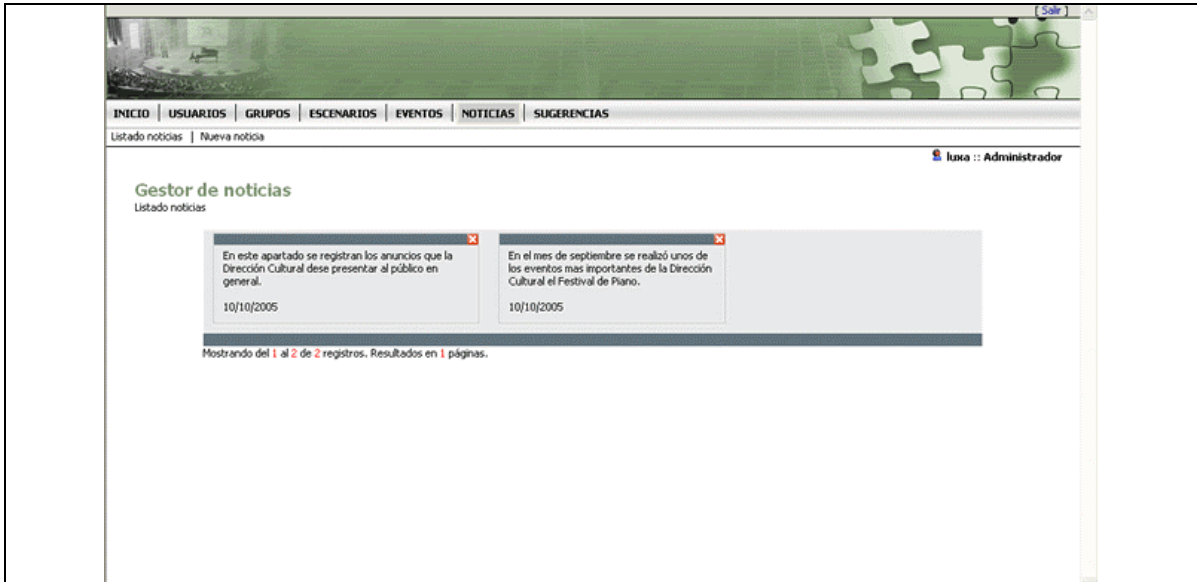 [ Salir ]
INICIO | USUARIOS | GRUPOS | ESCENARIOS | EVENTOS | NOTICIAS | SUGERENCIAS
Listado noticias | Nueva noticia
luxa :: Administrador
Gestor de noticias
Listado noticias
En este apartado se registran los anuncios que la
Dirección Cultural dese presentar al público en
general.
10/10/2005
En el mes de septiembre se realizó unos de
los eventos mas importantes de la Dirección
Cultural el Festival de Piano.
10/10/2005
Mostrando del 1 al 2 de 2 registros. Resultados en 1 páginas.